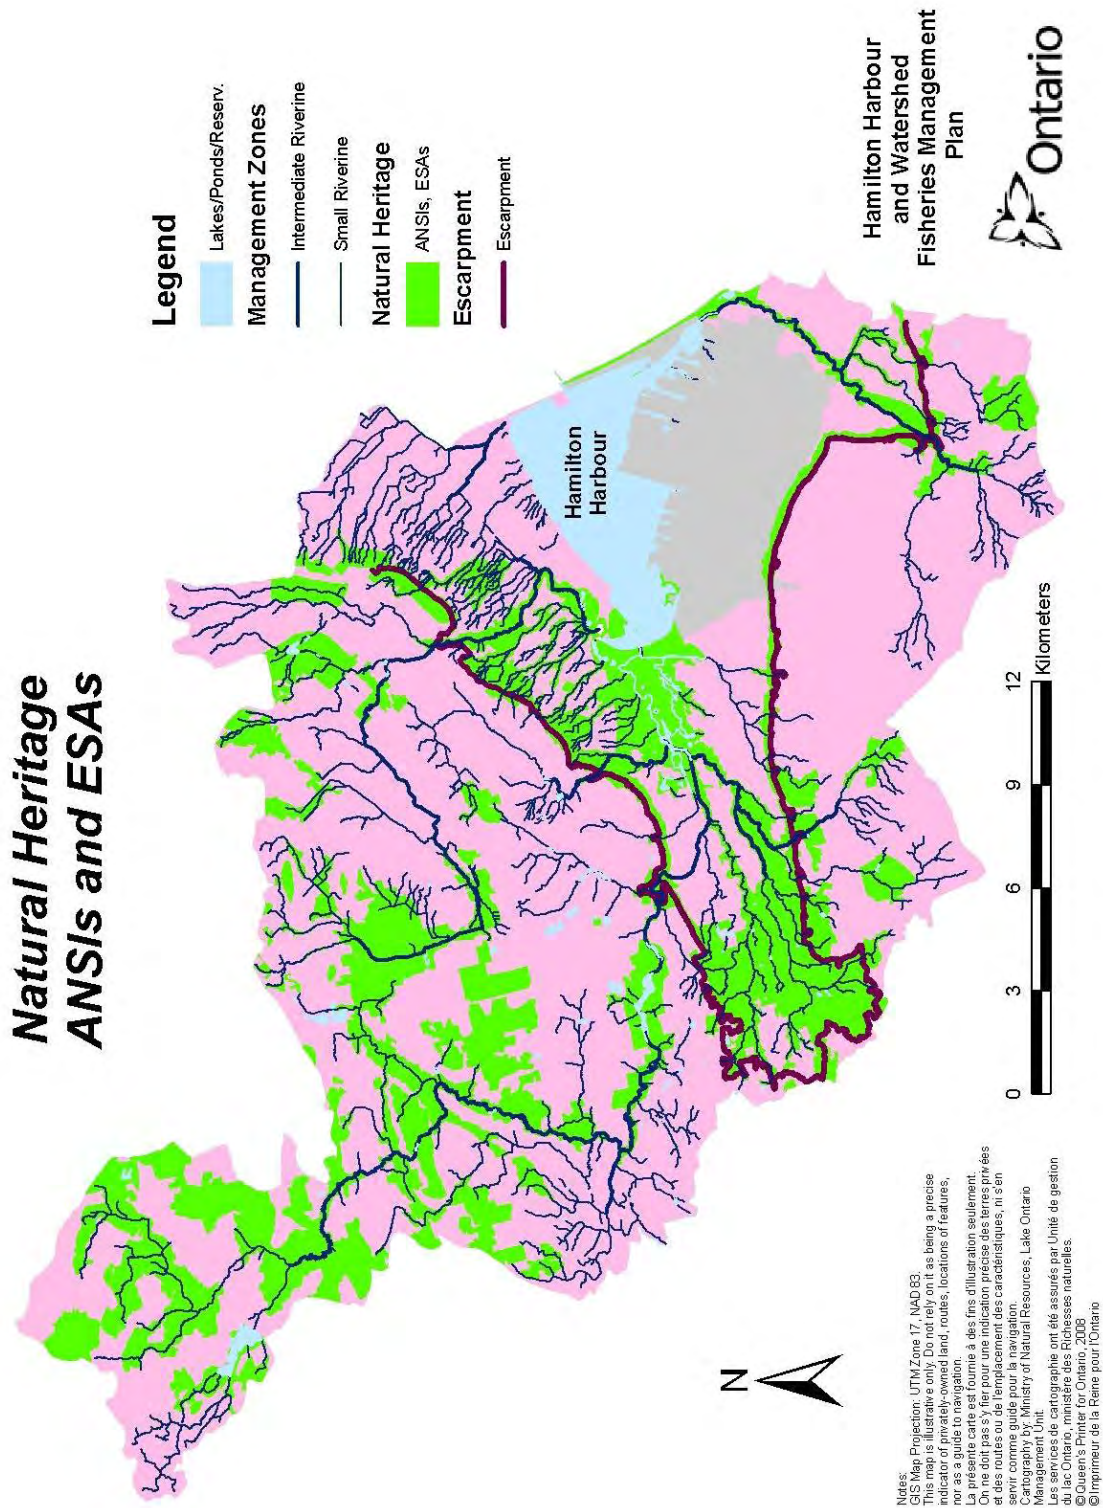 Natural Heritage
ANSIs and ESAs
Legend
Lakes/Ponds/Reserv.
Management Zones
Intermediate Riverine
Small Riverine
Natural Heritage
ANSIs, ESAs
Escarpment
Escarpment
Hamilton
Harbour
Hamilton Harbour
and Watershed
Fisheries Management
Plan
Ontario
N
0 3 6 9 12
Kilometers
Notes:
GIS Map Projection: UTM Zone 17, NAD 83.
This map is illustrative only. Do not rely on it as being a precise
indicator of privately-owned land, routes, locations of features,
nor as a guide to navigation.
La présente carte est fournie à des fins d'illustration seulement.
On ne doit pas s'y fier pour une indication précise des terres privées
et des routes ou de l'emplacement des caractéristiques, ni s'en
servir comme guide pour la navigation.
Cartography by: Ministry of Natural Resources, Lake Ontario
Management Unit.
Les services de cartographie ont été assurés par Unité de gestion
du lac Ontario, ministère des Richesses naturelles.
©Queen's Printer for Ontario, 2008
©Imprimeur de la Reine pour l'Ontario